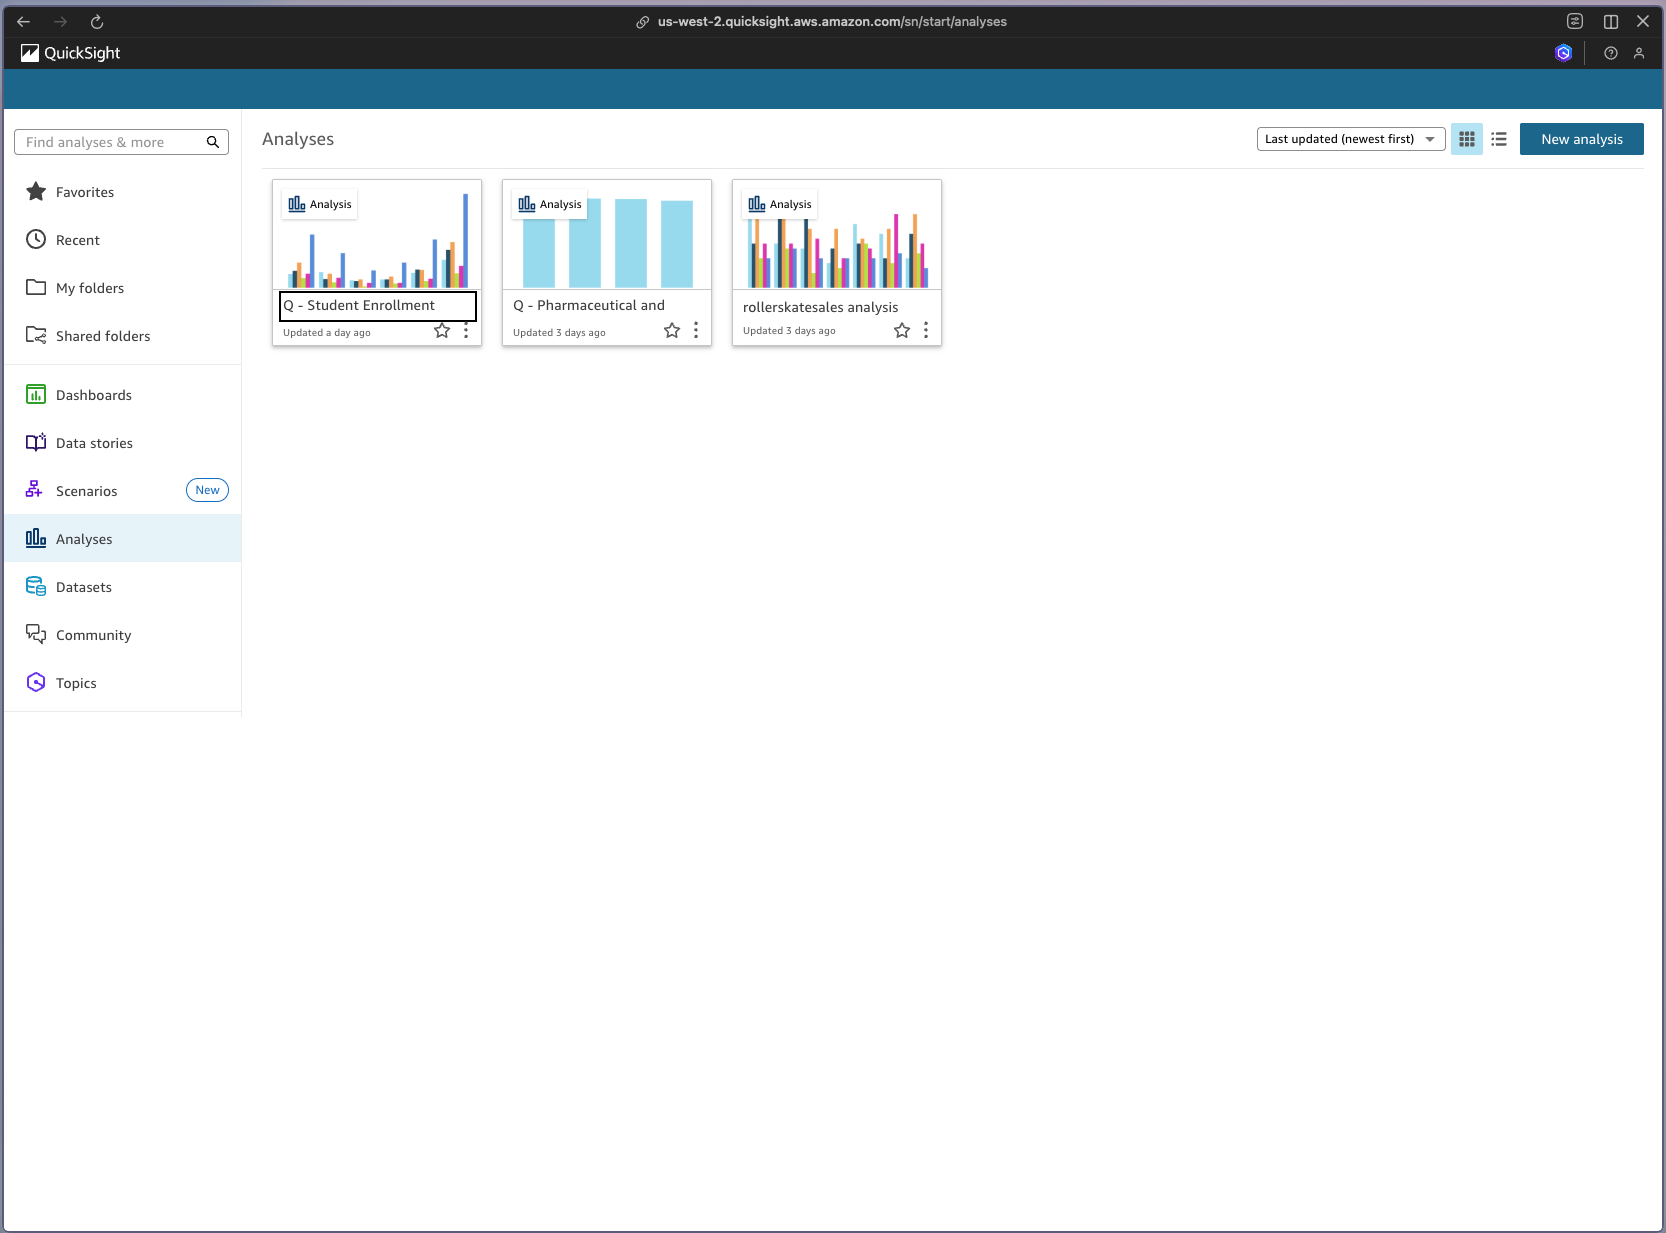 us-west-2.quicksight.aws.amazon.com/sn/start/analyses
QuickSight
Find analyses & more
Favorites
Recent
My folders
Shared folders
Dashboards
Data stories
Scenarios
New
Analyses
Datasets
Community
Topics
Analyses
Last updated (newest first)
New analysis
Analysis
Q - Student Enrollment
Updated a day ago
Analysis
Q - Pharmaceutical and
Updated 3 days ago
Analysis
rollerskatesales analysis
Updated 3 days ago